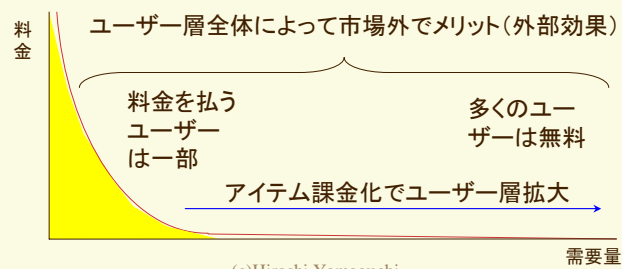 料
金
ユーザー層全体によって市場外でメリット（外部効果）
料金を払う
ユーザー
は一部
多くのユー
ザーは無料
アイテム課金化でユーザー層拡大
需要量